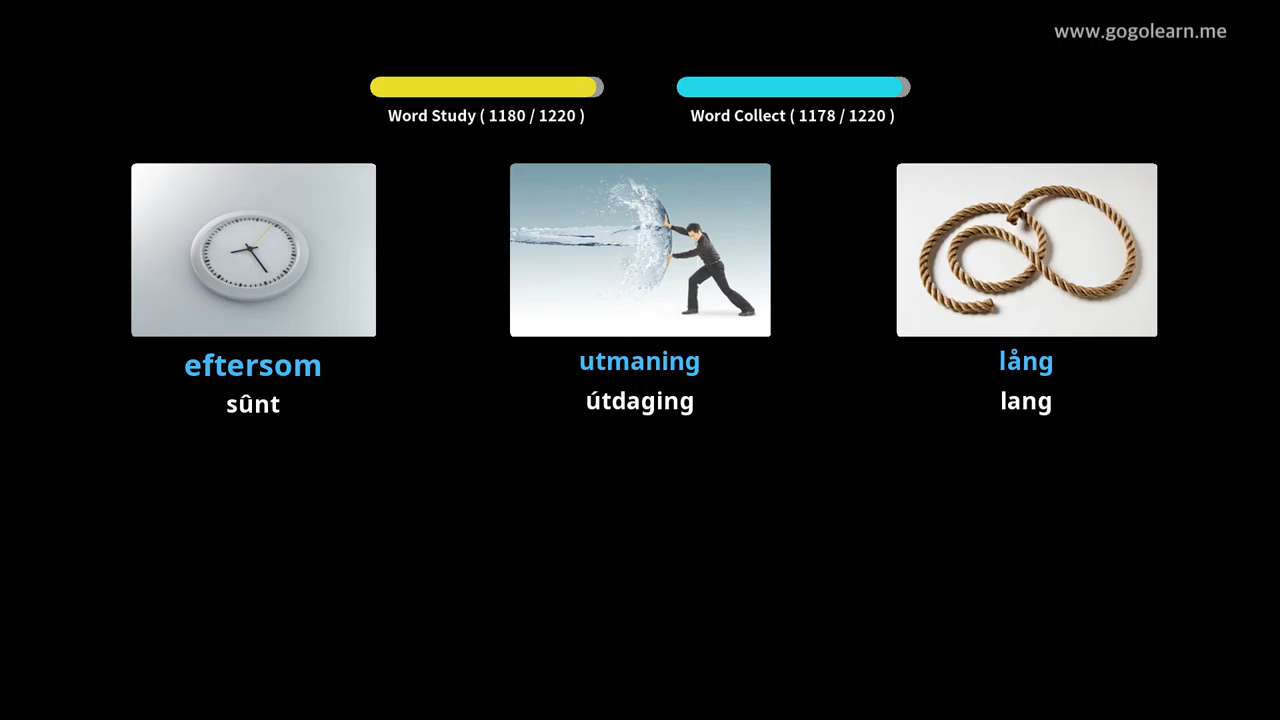 www.gogolearn.me
Word Study ( 1180 / 1220 )
Word Collect ( 1178 / 1220 )
eftersom
sûnt
utmaning
útdaging
lång
lang